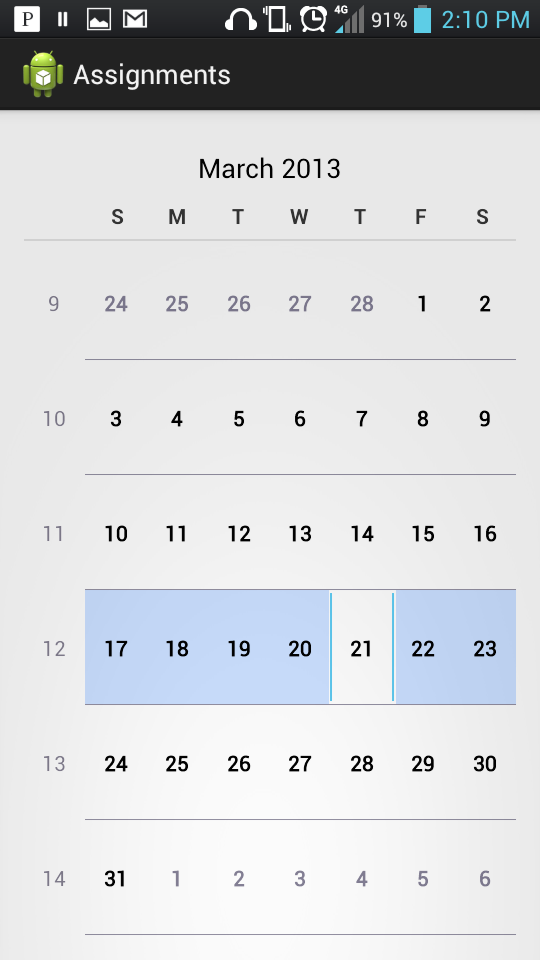 P 4G 91% 2:10 PM
Assignments
March 2013
S M T W T F S
9 24 25 26 27 28 1 2
10 3 4 5 6 7 8 9
11 10 11 12 13 14 15 16
12 17 18 19 20 21 22 23
13 24 25 26 27 28 29 30
14 31 1 2 3 4 5 6